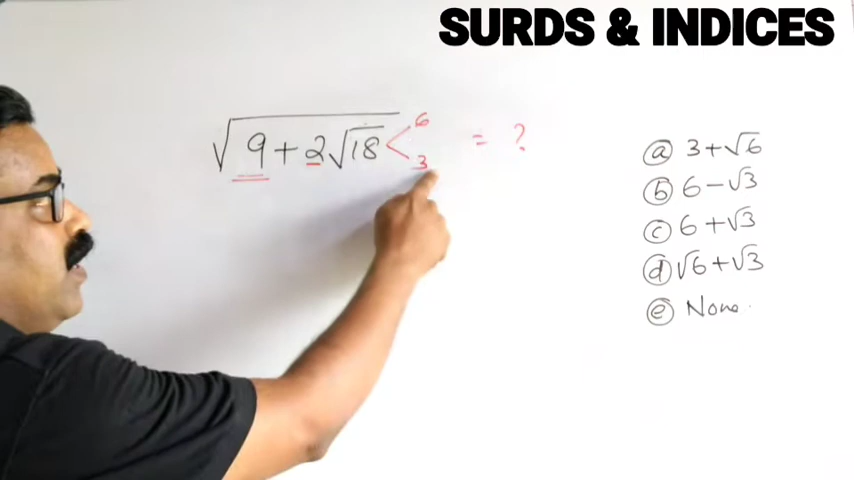 SURDS & INDICES
√(9+2√18) < 6 3 = ?
ⓐ 3+√6
ⓑ 6-√3
ⓒ 6+√3
ⓓ √6+√3
ⓔ None.